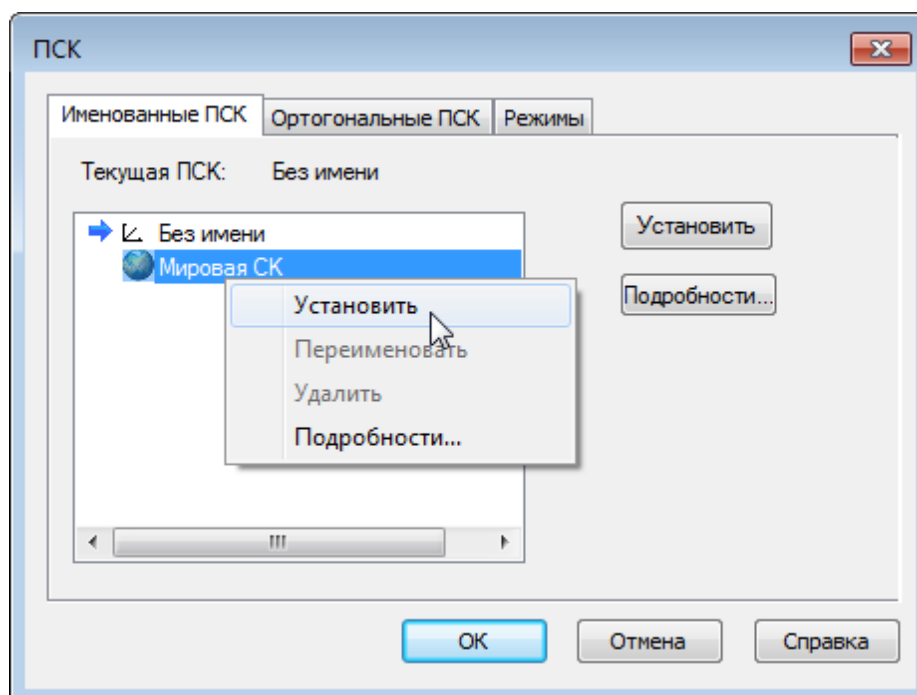 ПСК
Именованные ПСК Ортогональные ПСК Режимы
Текущая ПСК: Без имени
Без имени
Установить
Мировая СК
Подробности...
Установить
Переименовать
Удалить
Подробности...
ОК Отмена Справка